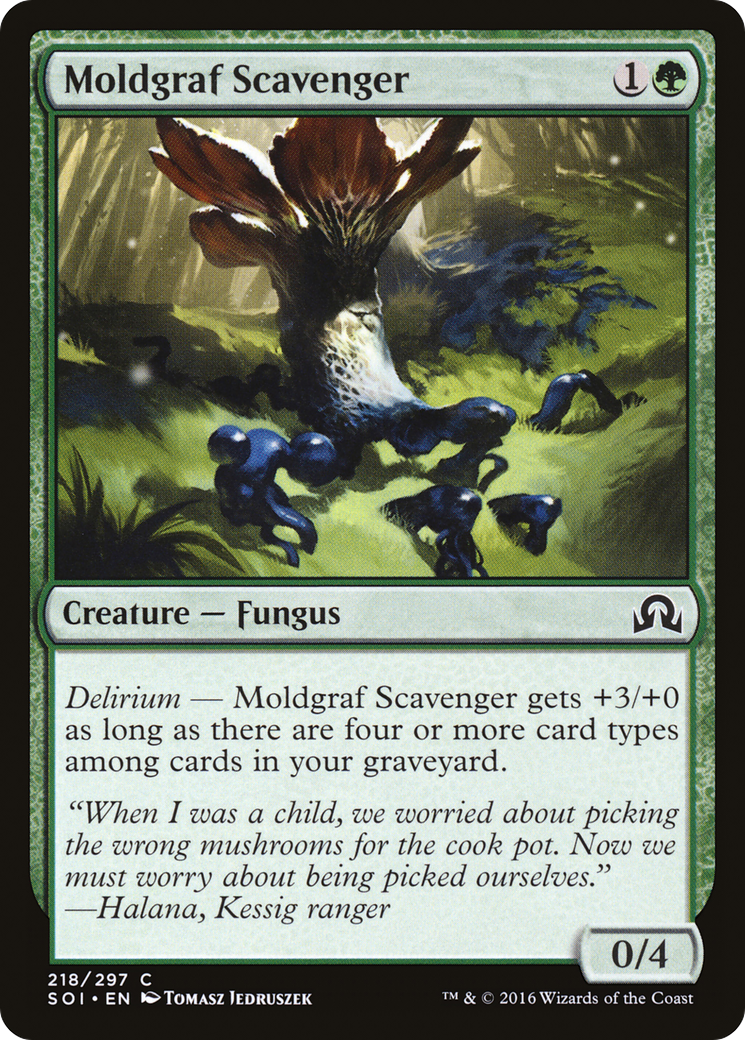 Moldgraf Scavenger 1
Creature — Fungus
Delirium — Moldgraf Scavenger gets +3/+0
as long as there are four or more card types
among cards in your graveyard.
“When I was a child, we worried about picking
the wrong mushrooms for the cook pot. Now we
must worry about being picked ourselves.”
—Halana, Kessig ranger
0/4
218/297 C
SOI • EN Tomasz Jedruszek
™ & © 2016 Wizards of the Coast